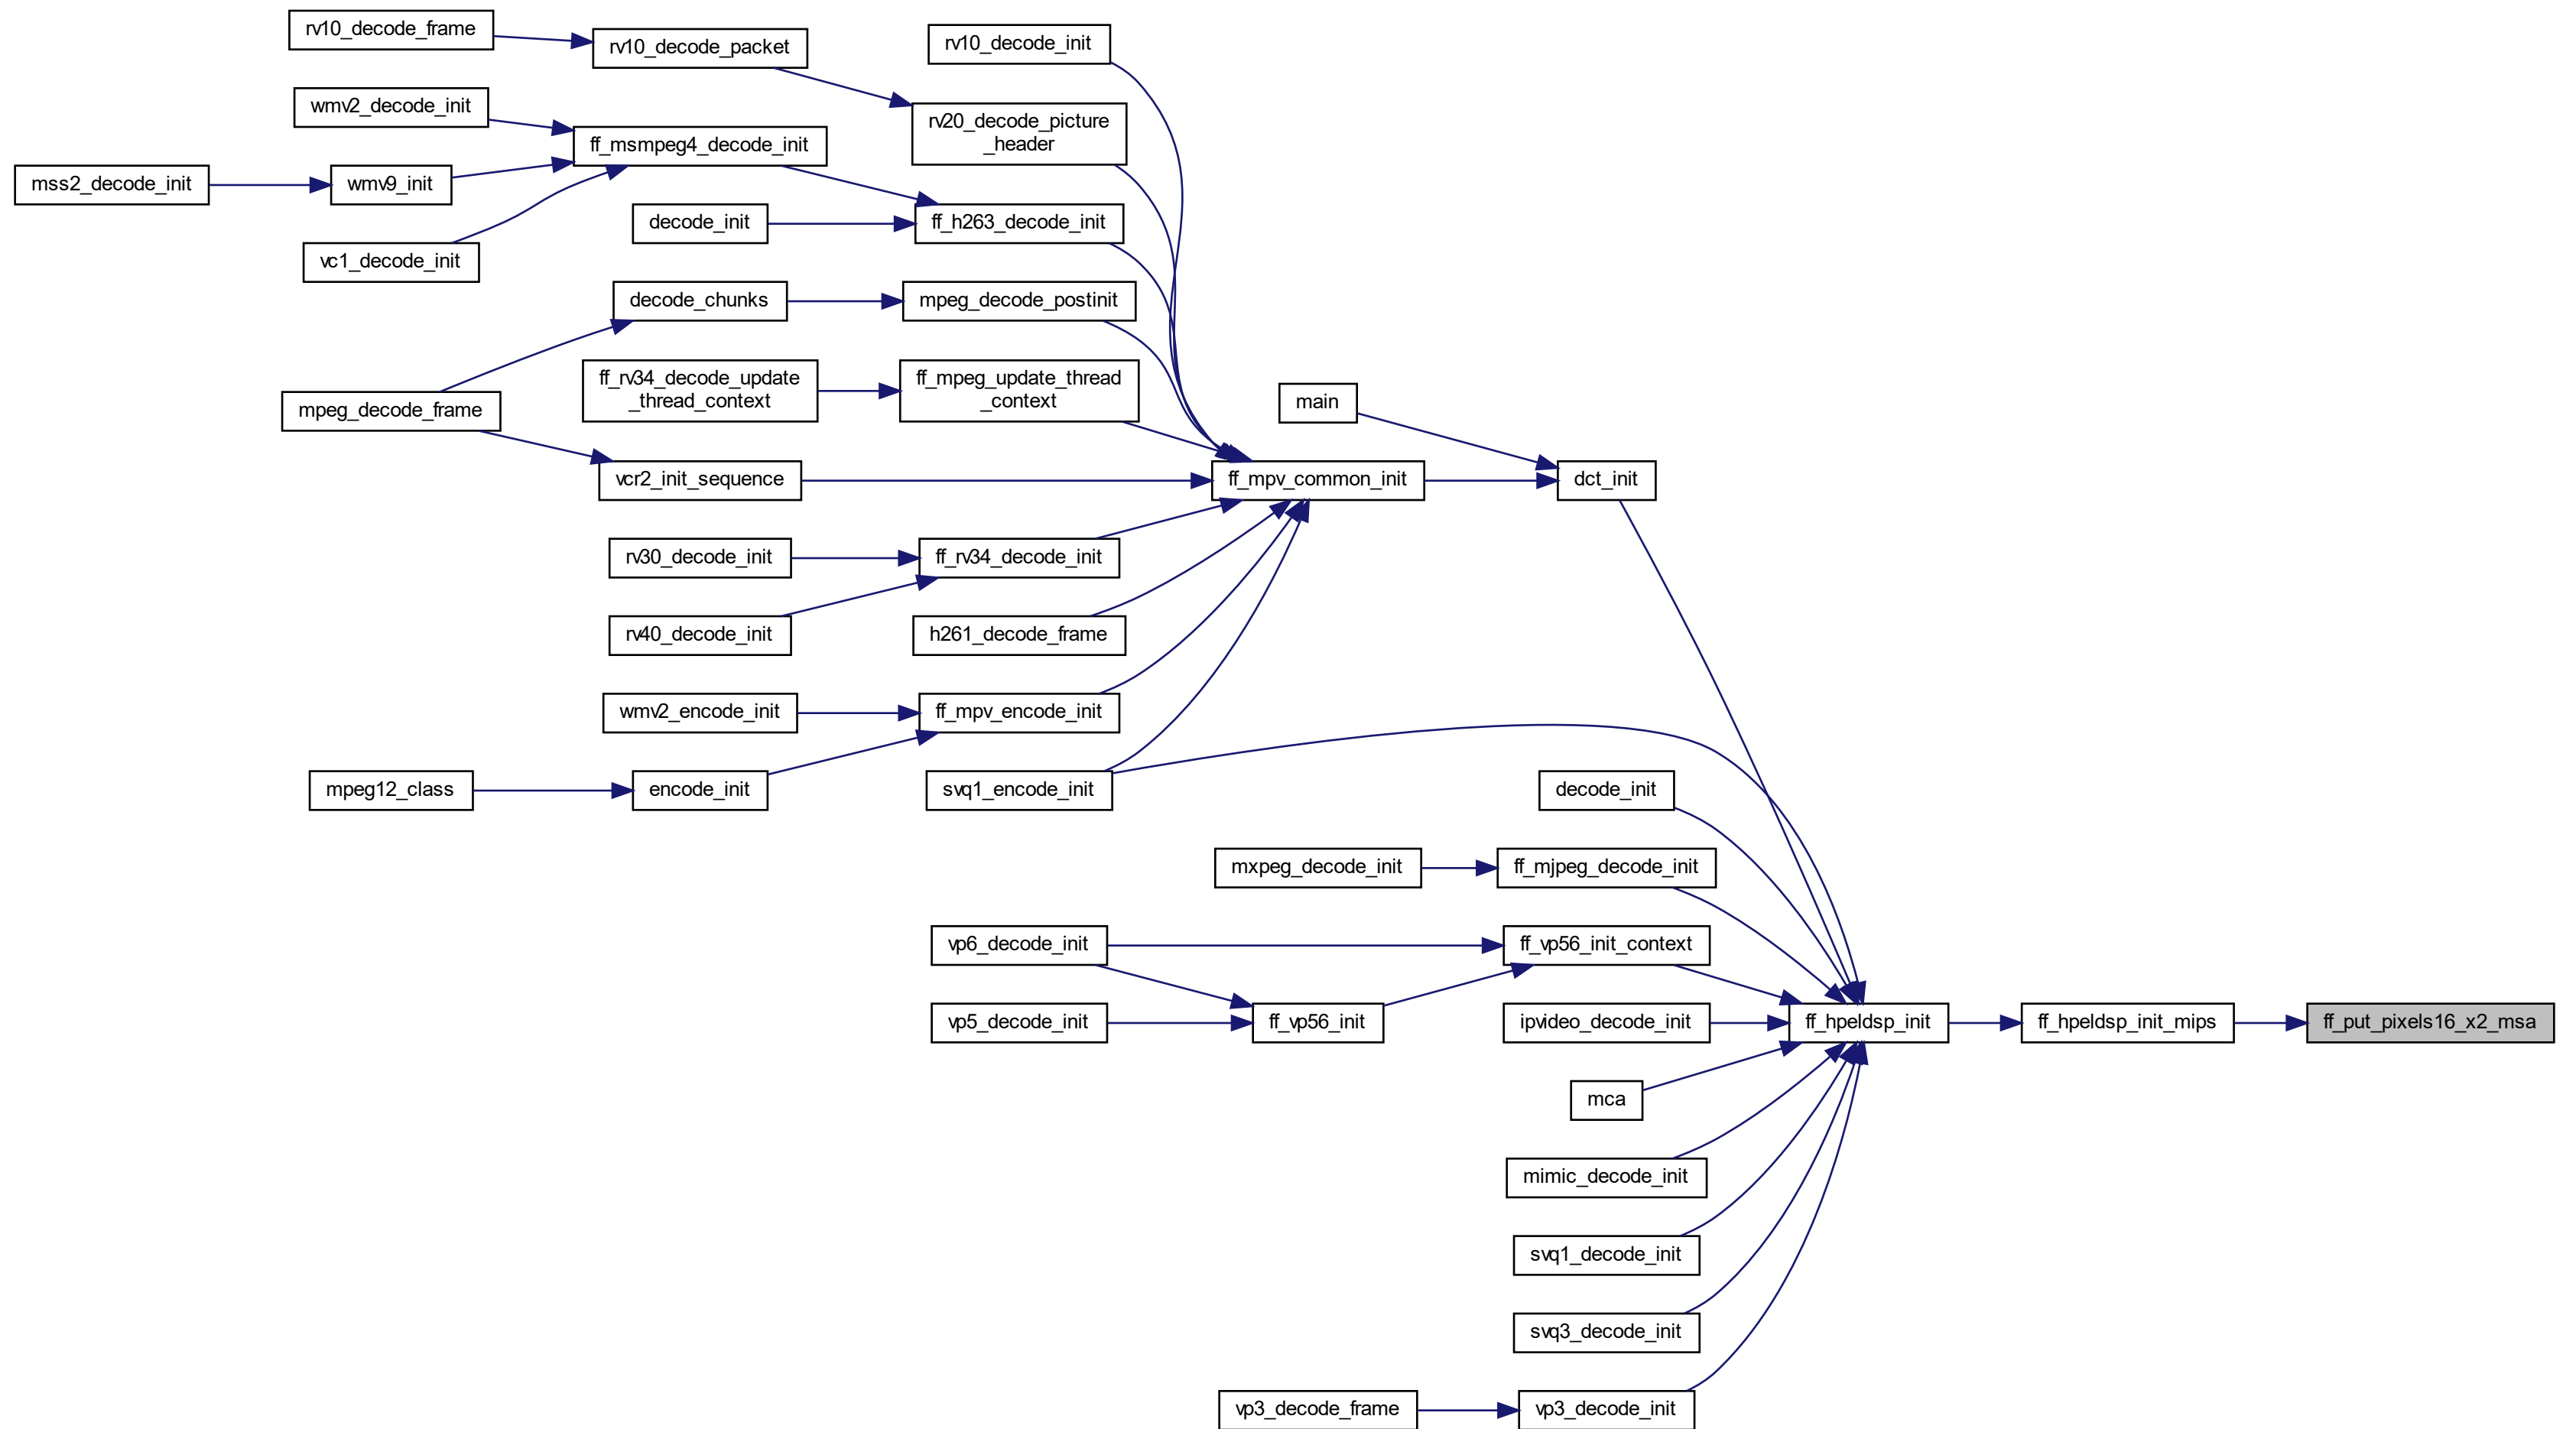 rv10_decode_frame
rv10_decode_packet
rv10_decode_init
wmv2_decode_init
ff_msmpeg4_decode_init
rv20_decode_picture
_header
mss2_decode_init
wmv9_init
decode_init
ff_h263_decode_init
vc1_decode_init
decode_chunks
mpeg_decode_postinit
ff_rv34_decode_update
_thread_context
ff_mpeg_update_thread
_context
mpeg_decode_frame
main
vcr2_init_sequence
ff_mpv_common_init
dct_init
rv30_decode_init
ff_rv34_decode_init
rv40_decode_init
h261_decode_frame
wmv2_encode_init
ff_mpv_encode_init
mpeg12_class
encode_init
svq1_encode_init
decode_init
mxpeg_decode_init
ff_mjpeg_decode_init
vp6_decode_init
ff_vp56_init_context
vp5_decode_init
ff_vp56_init
ipvideo_decode_init
ff_hpeldsp_init
ff_hpeldsp_init_mips
ff_put_pixels16_x2_msa
mca
mimic_decode_init
svq1_decode_init
svq3_decode_init
vp3_decode_frame
vp3_decode_init